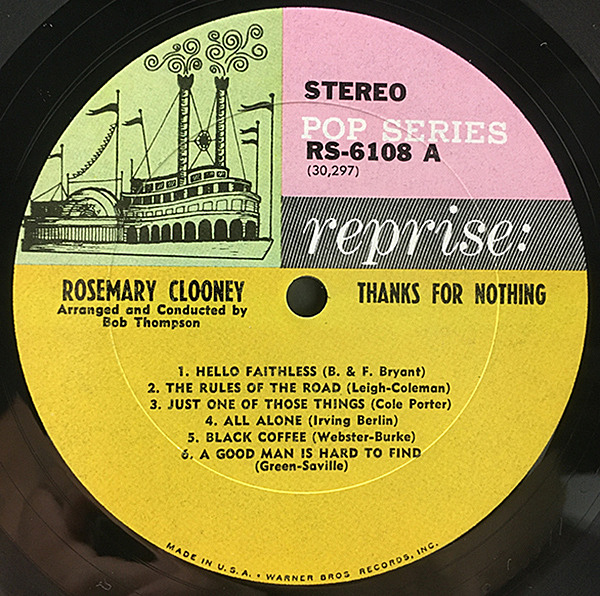 STEREO
POP SERIES
RS-6108 A
(30,297)
reprise:
ROSEMARY CLOONEY
Arranged and Conducted by
Bob Thompson
THANKS FOR NOTHING
1. HELLO FAITHLESS (B. & F. Bryant)
2. THE RULES OF THE ROAD (Leigh-Coleman)
3. JUST ONE OF THOSE THINGS (Cole Porter)
4. ALL ALONE (Irving Berlin)
5. BLACK COFFEE (Webster-Burke)
6. A GOOD MAN IS HARD TO FIND
(Green-Saville)
MADE IN U.S.A. • WARNER BROS RECORDS, INC.